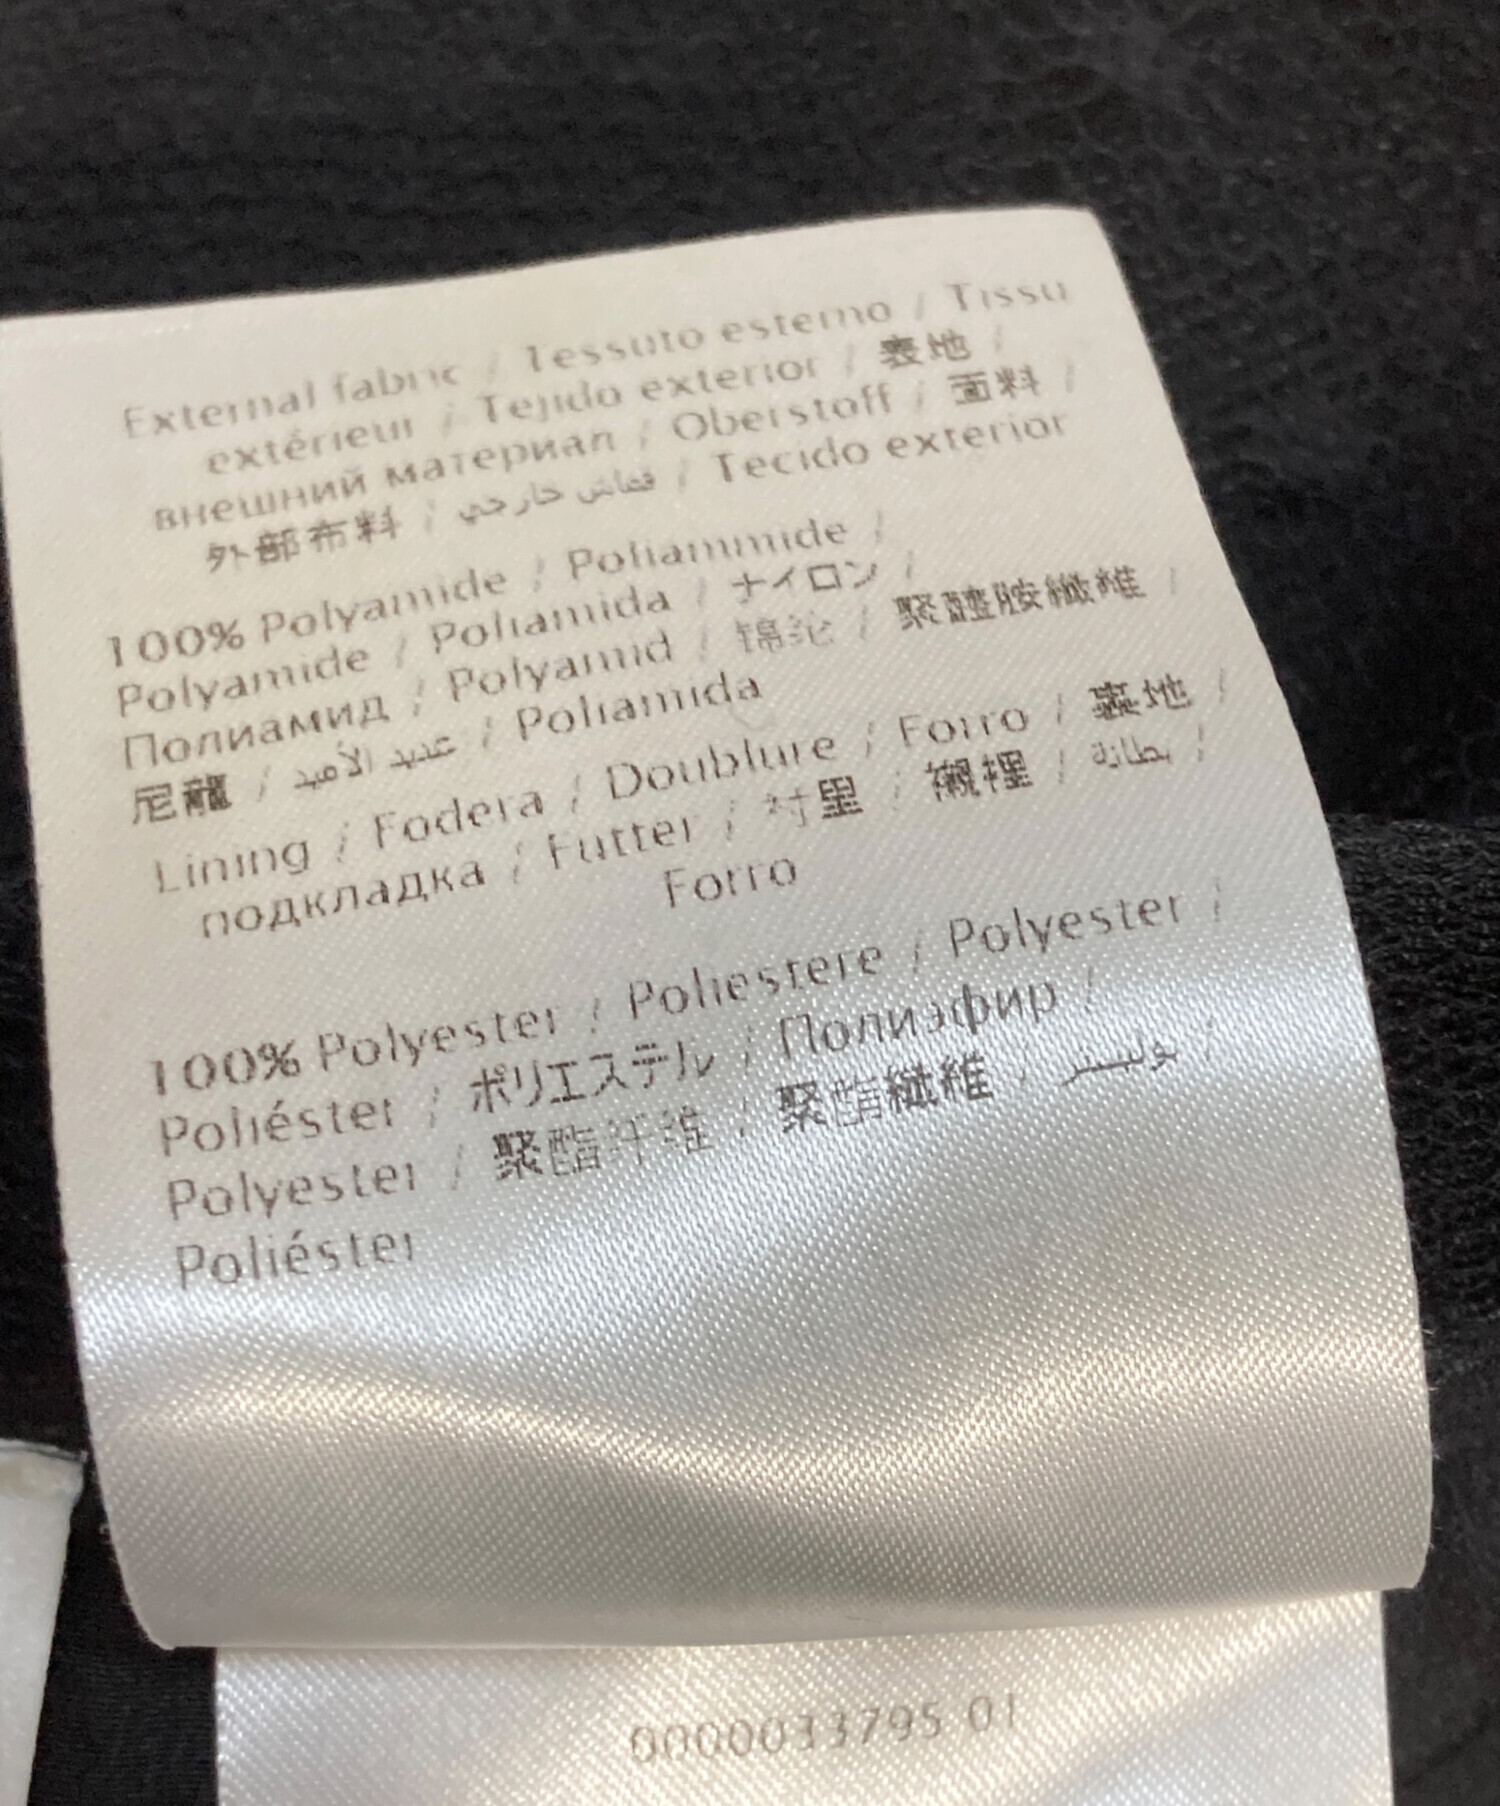 External fabric / Tessuto esterno / Tissu
extérieur / Tejido exterior / 表地 /
внешний материал / Oberstoff / 面料 /
外部布料 / قماش خارجي / Tecido exterior
100% Polyamide / Poliammide /
Polyamide / Poliamida / ナイロン /
Полиамид / Polyamid / 锦纶 / 聚醯胺纖維 /
尼龍 / عديد الأميد / Poliamida
Lining / Fodera / Doublure / Forro / 裏地 /
подкладка / Futter / 衬里 / 襯裡 / بطانة /
Forro
100% Polyester / Poliestere / Polyester /
Poliéster / ポリエステル / Полиэфир /
Polyester / 聚酯纤维 / 聚酯纖維 / /
Poliéster
0000033795 01